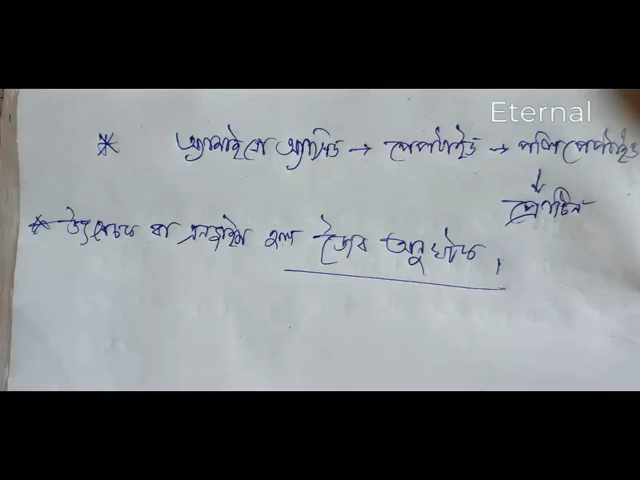 Eternal
* অ্যামাইনো অ্যাসিড → পেপটাইড → পলিপেপটাইড
↓
প্রোটিন
* উৎসেচক বা এনজাইম হল জৈব অনুঘটক।